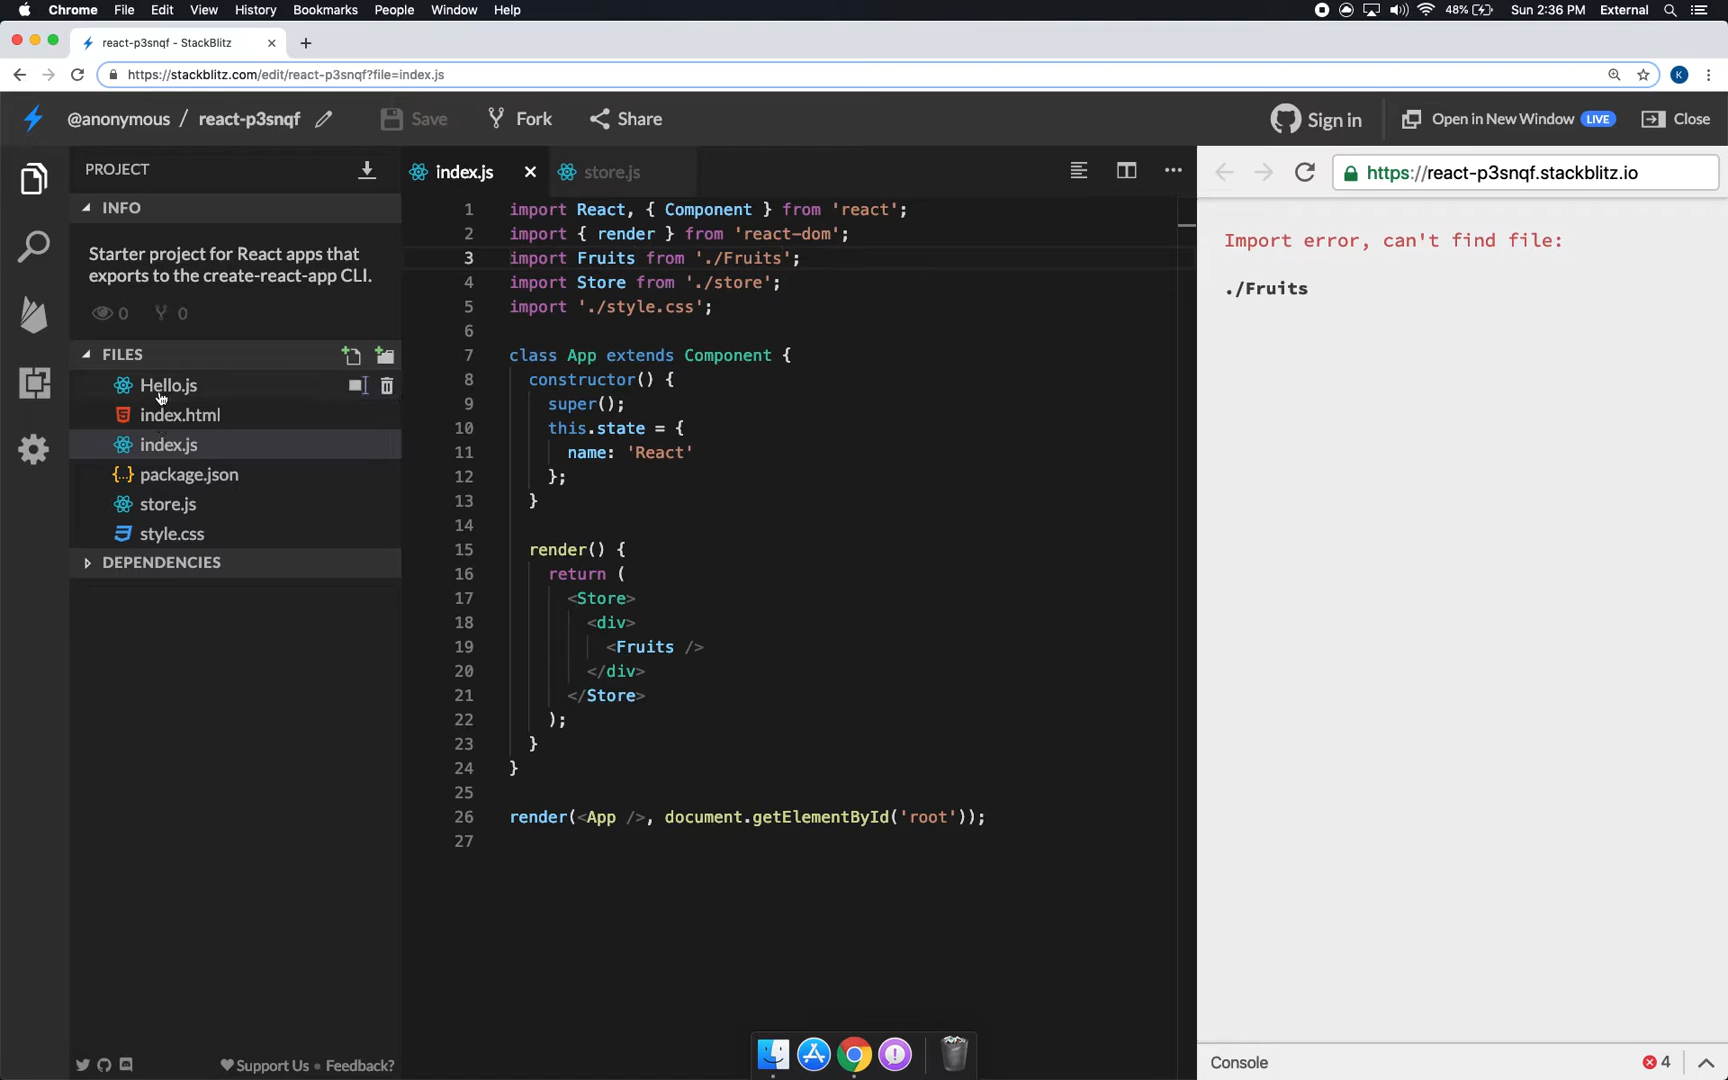 Chrome File Edit View History Bookmarks People Window Help 48% Sun 2:36 PM External
react-p3snqf - StackBlitz
https://stackblitz.com/edit/react-p3snqf?file=index.js K
@anonymous / react-p3snqf Save Fork Share Sign in Open in New Window LIVE Close
PROJECT
INFO
Starter project for React apps that
exports to the create-react-app CLI.
0 0
FILES
Hello.js
index.html
index.js
package.json
store.js
style.css
DEPENDENCIES
Support Us • Feedback?
index.js store.js
1 import React, { Component } from 'react';
2 import { render } from 'react-dom';
3 import Fruits from './Fruits';
4 import Store from './store';
5 import './style.css';
6
7 class App extends Component {
8 constructor() {
9 super();
10 this.state = {
11 name: 'React'
12 };
13 }
14
15 render() {
16 return (
17 <Store>
18 <div>
19 <Fruits />
20 </div>
21 </Store>
22 );
23 }
24 }
25
26 render(<App />, document.getElementById('root'));
27
https://react-p3snqf.stackblitz.io
Import error, can't find file:
./Fruits
Console 4